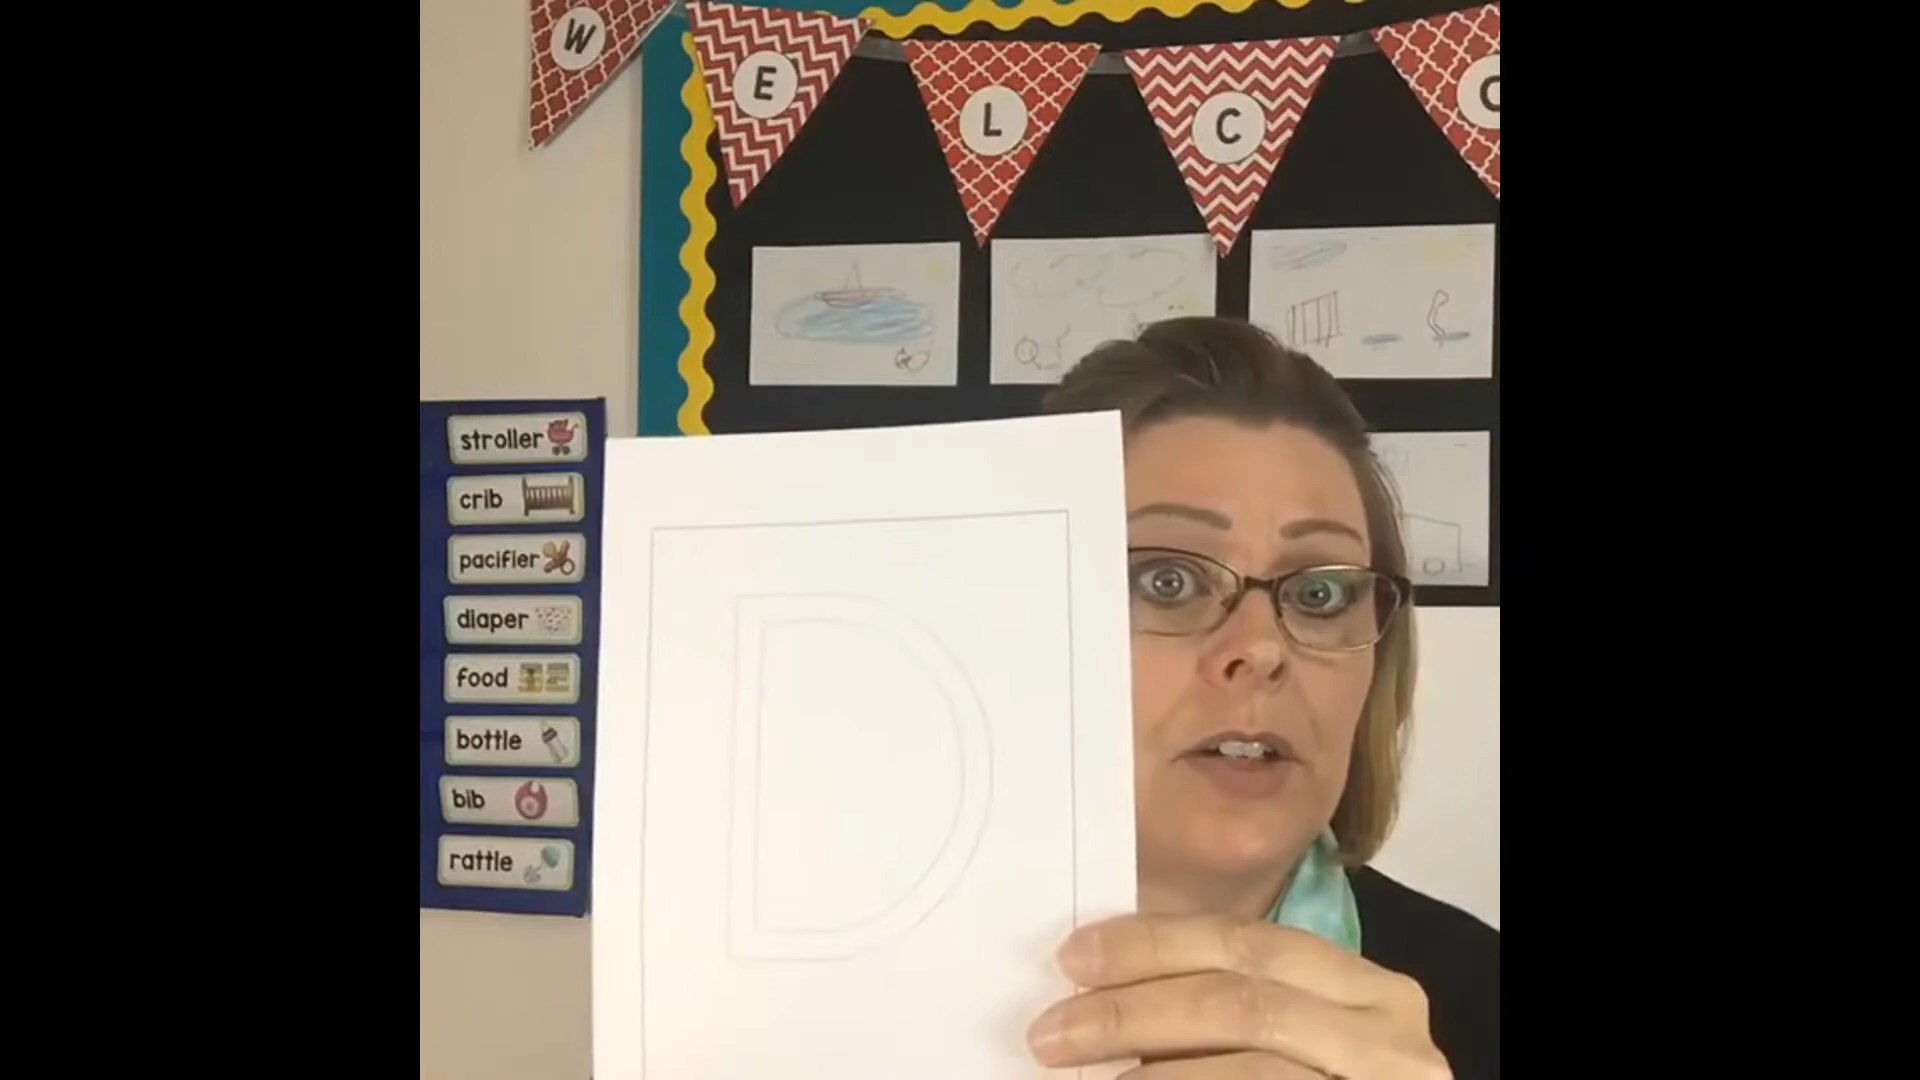 W E L C O
stroller
crib
pacifier
diaper
food
bottle
bib
rattle
D